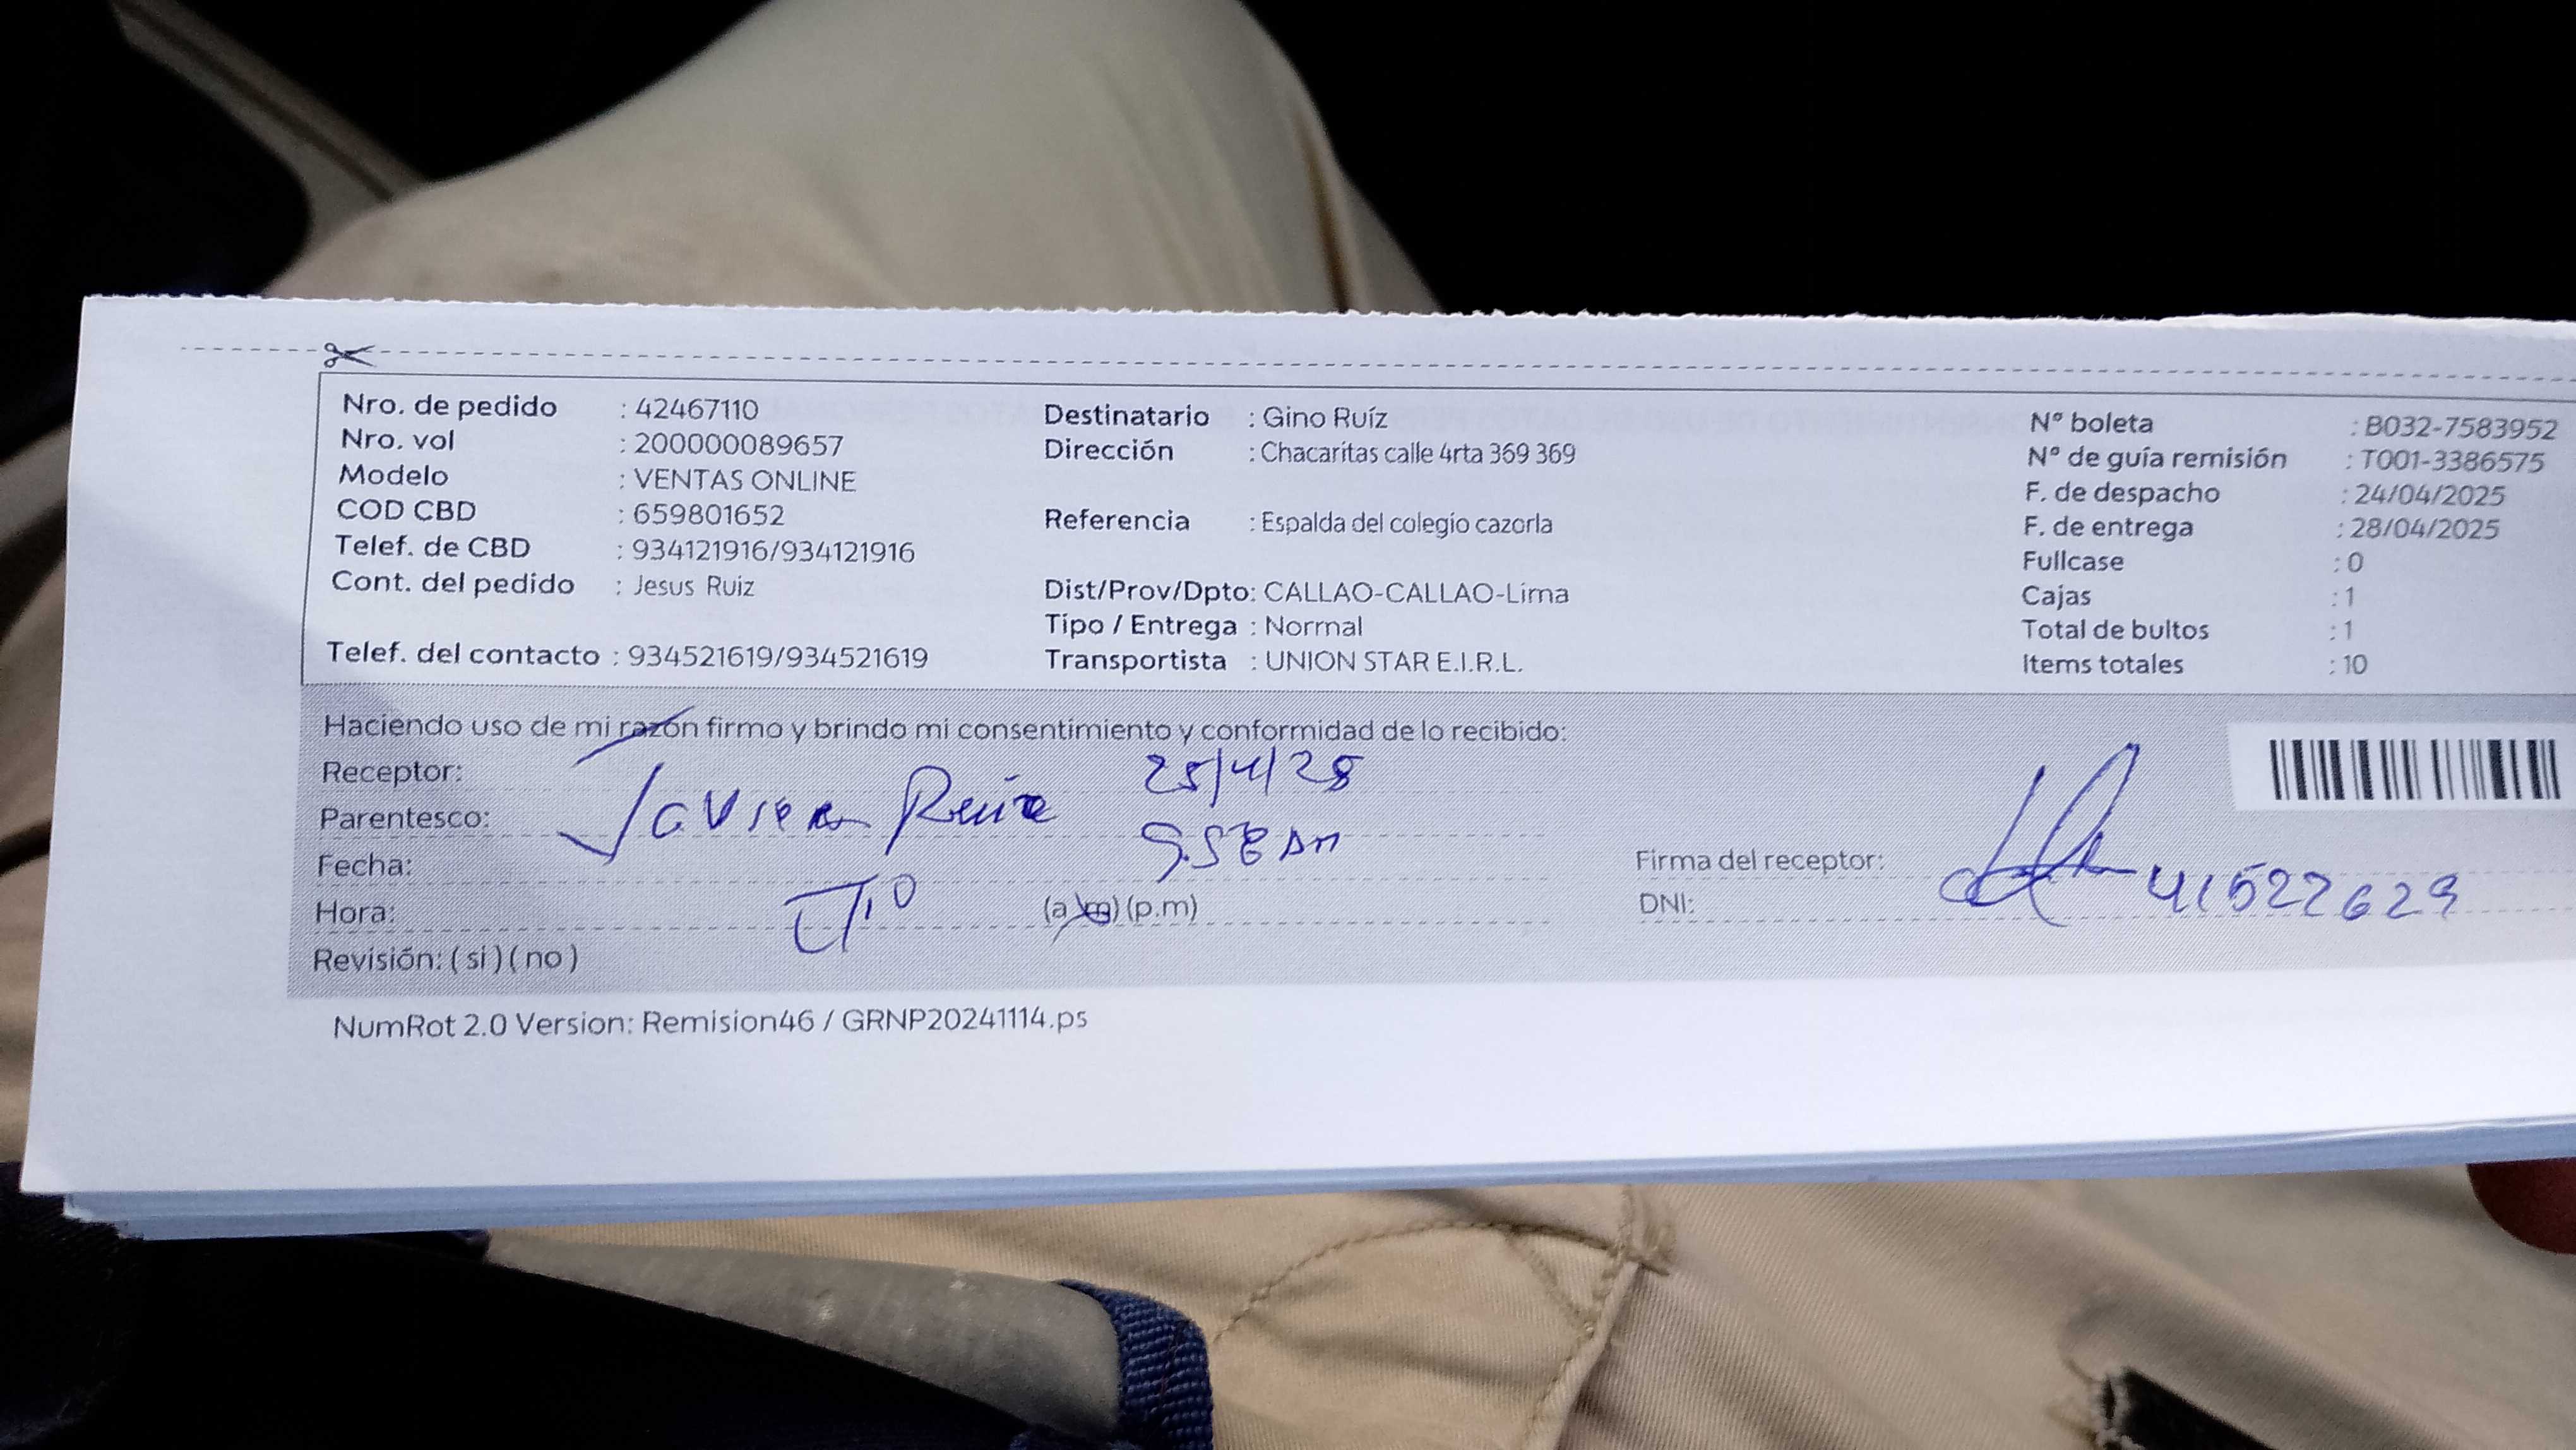 Nro. de pedido : 42467110
Nro. vol : 200000089657
Modelo : VENTAS ONLINE
COD CBD : 659801652
Telef. de CBD : 934121916/934121916
Cont. del pedido : Jesus Ruiz
Telef. del contacto : 934521619/934521619
Destinatario : Gino Ruíz
Dirección : Chacaritas calle 4rta 369 369
Referencia : Espalda del colegio cazorla
Dist/Prov/Dpto: CALLAO-CALLAO-Lima
Tipo / Entrega : Normal
Transportista : UNION STAR E.I.R.L.
Nº boleta : B032-7583952
Nº de guía remisión : T001-3386575
F. de despacho : 24/04/2025
F. de entrega : 28/04/2025
Fullcase : 0
Cajas : 1
Total de bultos : 1
Items totales : 10
Haciendo uso de mi razón firmo y brindo mi consentimiento y conformidad de lo recibido:
Receptor:
Parentesco: Javier Ruiz
Fecha:
Hora: Tio (a.m) (p.m)
Revisión: ( si ) ( no )
Firma del receptor:
DNI: 41522629
NumRot 2.0 Version: Remision46 / GRNP20241114.ps